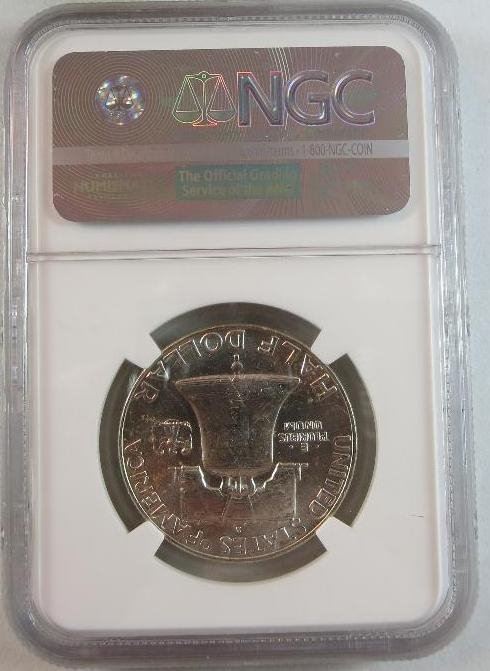 NGC
1-800-NGC-COIN
NUMISMAT
The Official Grading
Service of the ANA
UNITED STATES OF AMERICA
E
PLURIBUS
UNUM
HALF DOLLAR